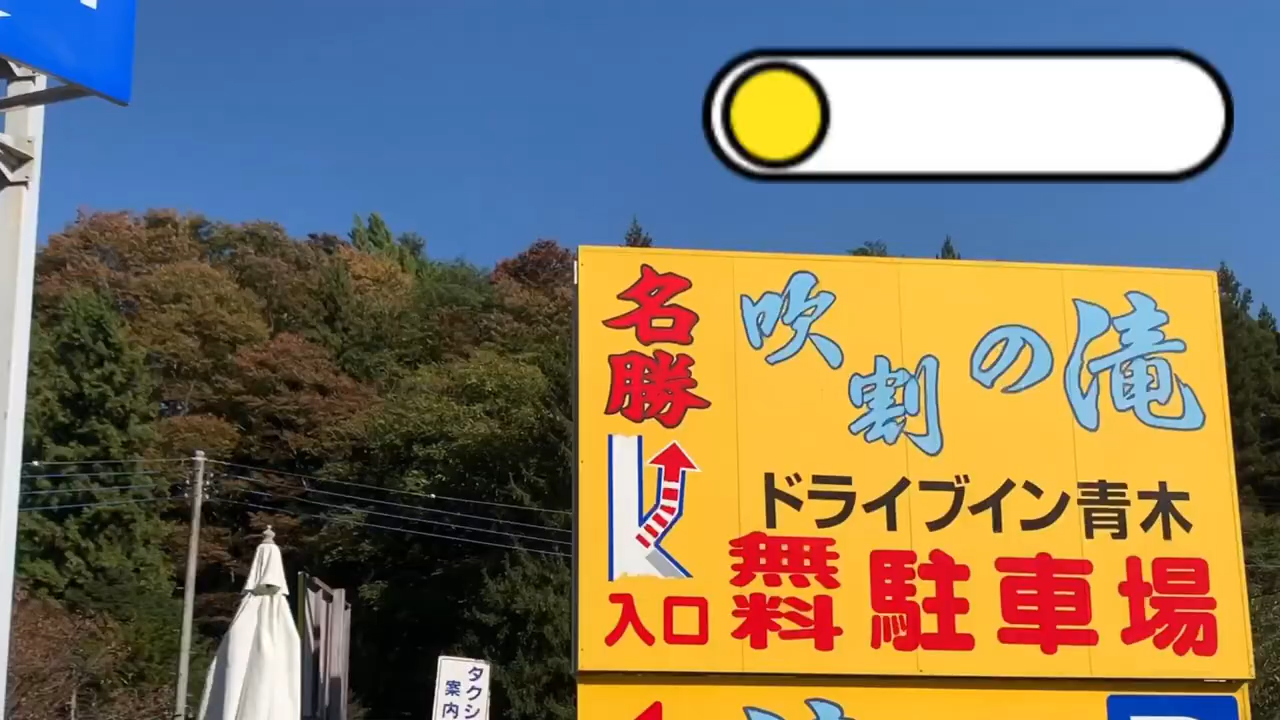 名勝
吹割の滝
ドライブイン青木
入口
無料駐車場
タクシ
案内